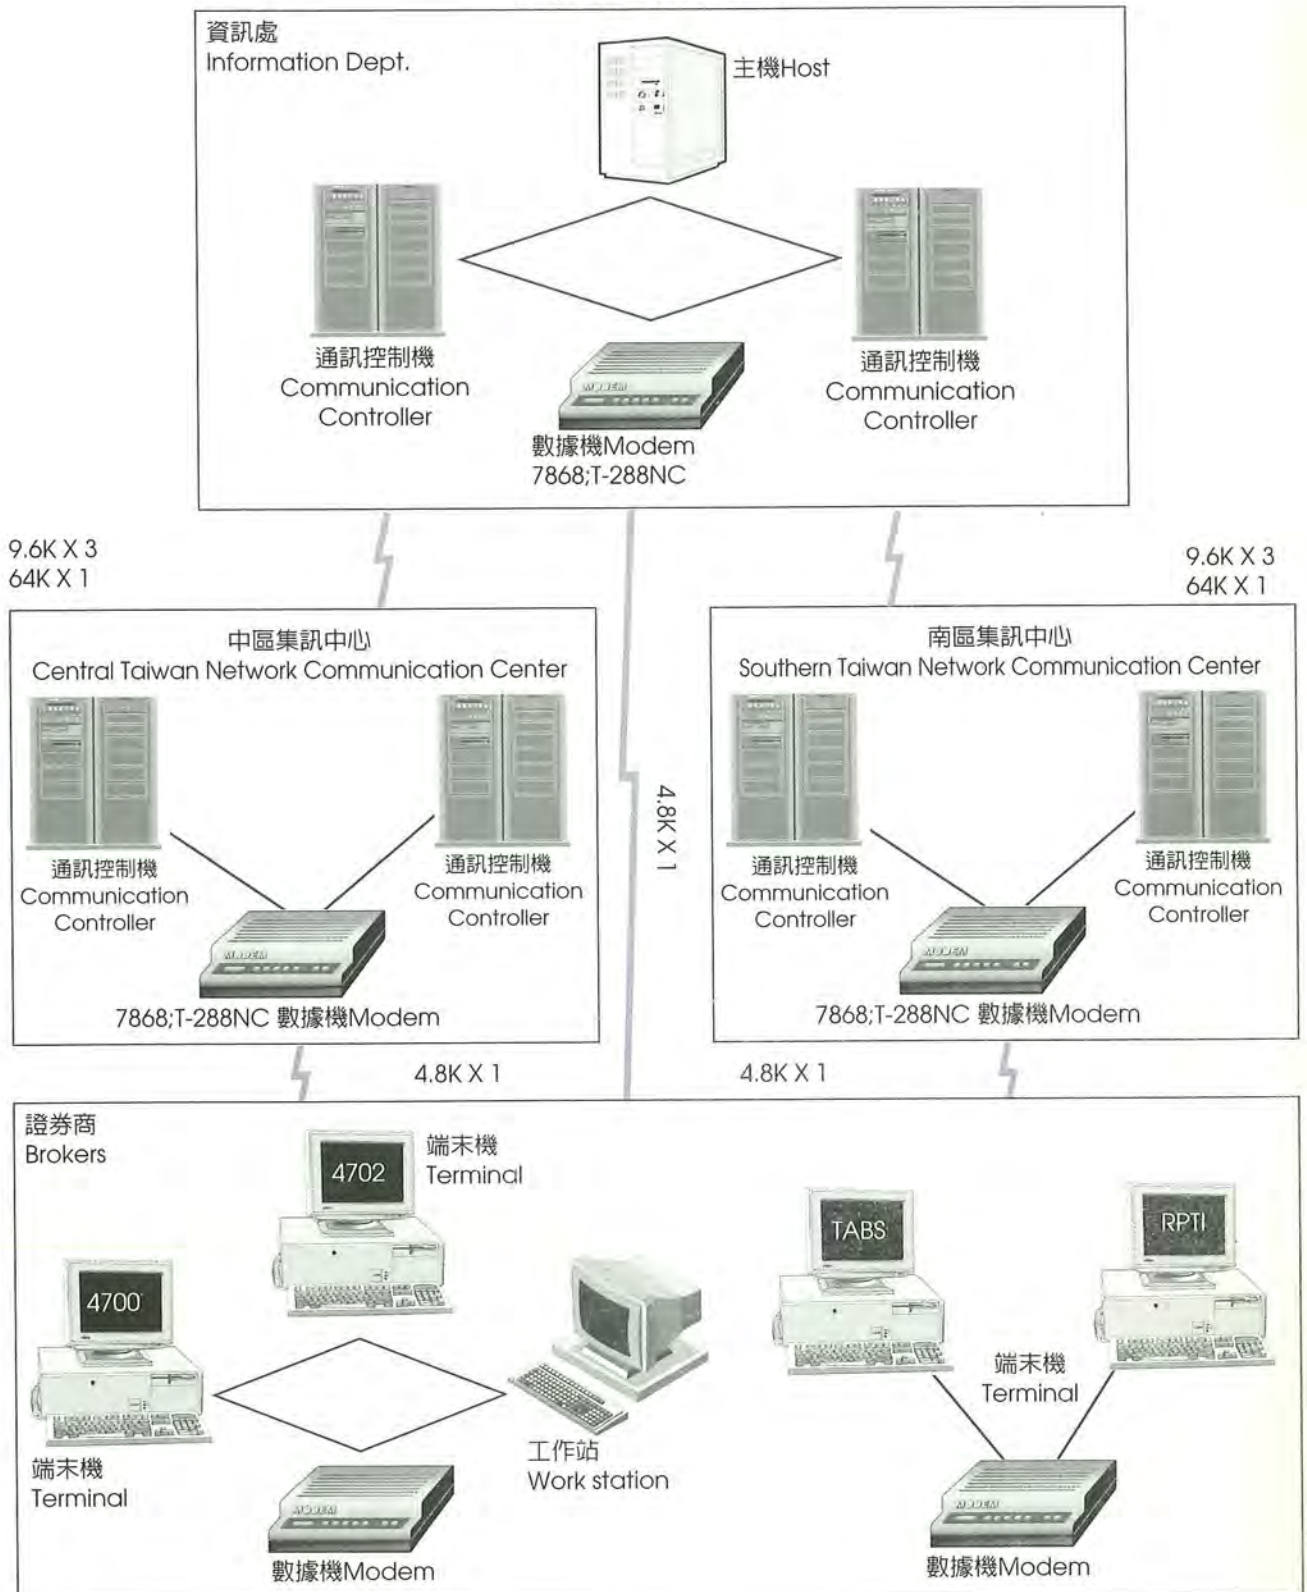 資訊處
Information Dept.
主機Host
通訊控制機
Communication
Controller
通訊控制機
Communication
Controller
MODEM
數據機Modem
7868;T-288NC
9.6K X 3
64K X 1
9.6K X 3
64K X 1
中區集訊中心
Central Taiwan Network Communication Center
通訊控制機
Communication
Controller
通訊控制機
Communication
Controller
MODEM
7868;T-288NC 數據機Modem
4.8K X 1
南區集訊中心
Southern Taiwan Network Communication Center
通訊控制機
Communication
Controller
通訊控制機
Communication
Controller
MODEM
7868;T-288NC 數據機Modem
4.8K X 1
4.8K X 1
證券商
Brokers
4702
端末機
Terminal
4700
端末機
Terminal
工作站
Work station
MODEM
數據機Modem
TABS
RPTI
端末機
Terminal
MODEM
數據機Modem